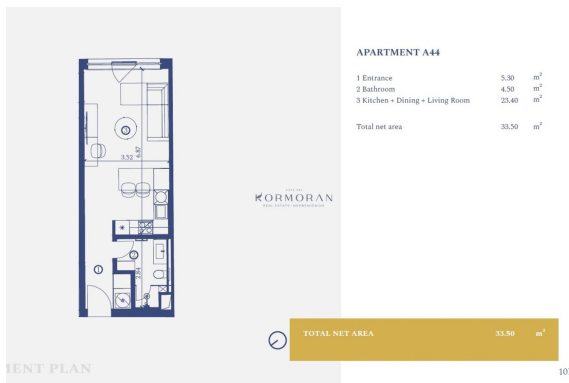 APARTMENT A44
1 Entrance 5.30 m²
2 Bathroom 4.50 m²
3 Kitchen + Dining + Living Room 23.40 m²
Total net area 33.50 m²
3
3.52
6.87
KORMORAN
REAL ESTATE
2
1
2.84
TOTAL NET AREA 33.50 m²
MENT PLAN
10